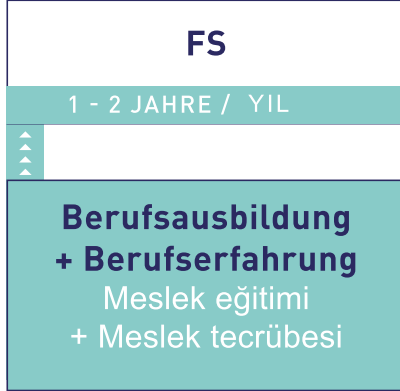 FS
1 - 2 JAHRE / YIL
Berufsausbildung
+ Berufserfahrung
Meslek eğitimi
+ Meslek tecrübesi